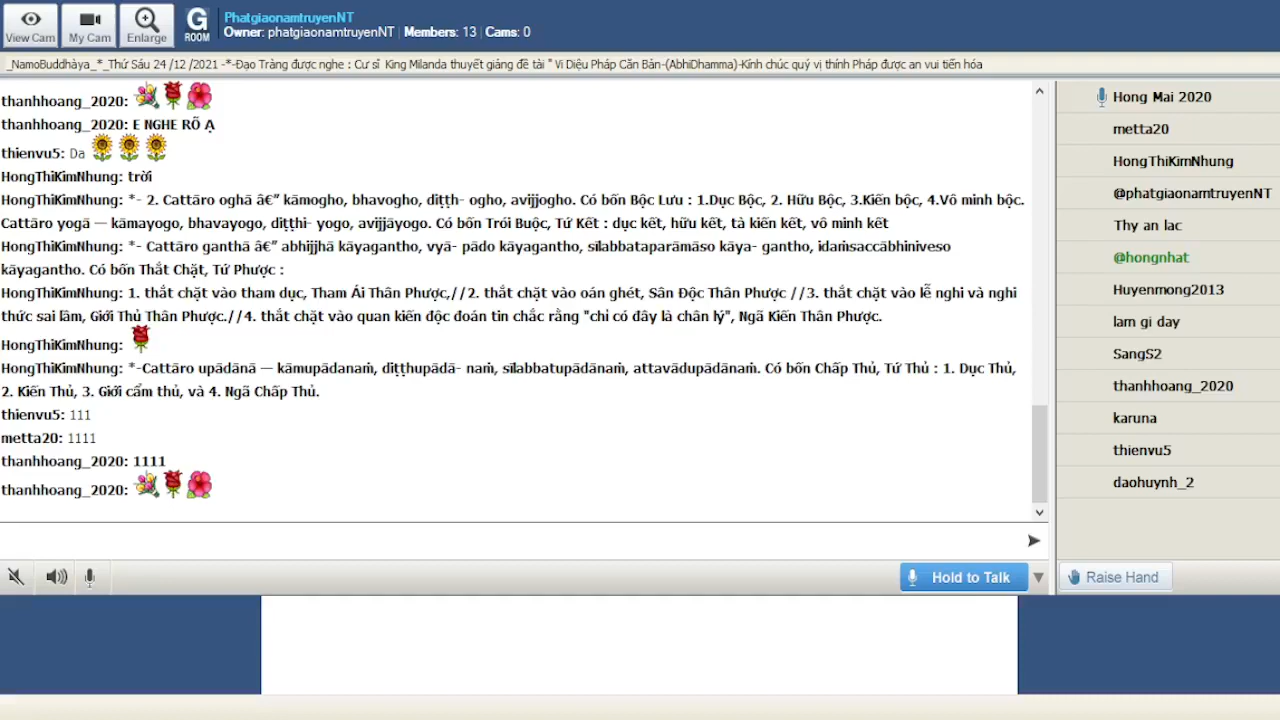 View Cam
My Cam
Enlarge
G
ROOM
PhatgiaonamtruyenNT
Owner: phatgiaonamtruyenNT | Members: 13 | Cams: 0
_NamoBuddhàya_*_Thứ Sáu 24 /12 /2021 -*-Đạo Tràng được nghe : Cư sĩ King Milanda thuyết giảng đề tài " Vi Diệu Pháp Căn Bản-(AbhiDhamma)-Kính chúc quý vị thính Pháp được an vui tiến hóa
thanhhoang_2020:
thanhhoang_2020: E NGHE RÕ Ạ
thienvu5: Da
HongThiKimNhung: trời
HongThiKimNhung: *- 2. Cattāro oghā â€” kāmogho, bhavogho, diṭṭh- ogho, avijjogho. Có bốn Bộc Lưu : 1.Dục Bộc, 2. Hữu Bộc, 3.Kiến bộc, 4.Vô minh bộc.
Cattāro yogā — kāmayogo, bhavayogo, diṭṭhi- yogo, avijjāyogo. Có bốn Trói Buộc, Tứ Kết : dục kết, hữu kết, tà kiến kết, vô minh kết
HongThiKimNhung: *- Cattāro ganthā â€” abhijjhā kāyagantho, vyā- pādo kāyagantho, sīlabbataparāmāso kāya- gantho, idaṁsaccābhiniveso
kāyagantho. Có bốn Thắt Chặt, Tứ Phược :
HongThiKimNhung: 1. thắt chặt vào tham dục, Tham Ái Thân Phược,//2. thắt chặt vào oán ghét, Sân Độc Thân Phược //3. thắt chặt vào lễ nghi và nghi
thức sai lầm, Giới Thủ Thân Phược.//4. thắt chặt vào quan kiến độc đoán tin chắc rằng "chỉ có đây là chân lý", Ngã Kiến Thân Phược.
HongThiKimNhung:
HongThiKimNhung: *-Cattāro upādānā — kāmupādanaṁ, diṭṭhupādā- naṁ, sīlabbatupādānaṁ, attavādupādānaṁ. Có bốn Chấp Thủ, Tứ Thủ : 1. Dục Thủ,
2. Kiến Thủ, 3. Giới cấm thủ, và 4. Ngã Chấp Thủ.
thienvu5: 111
metta20: 1111
thanhhoang_2020: 1111
thanhhoang_2020:
Hold to Talk
Hong Mai 2020
metta20
HongThiKimNhung
@phatgiaonamtruyenNT
Thy an lac
@hongnhat
Huyenmong2013
lam gi day
SangS2
thanhhoang_2020
karuna
thienvu5
daohuynh_2
Raise Hand